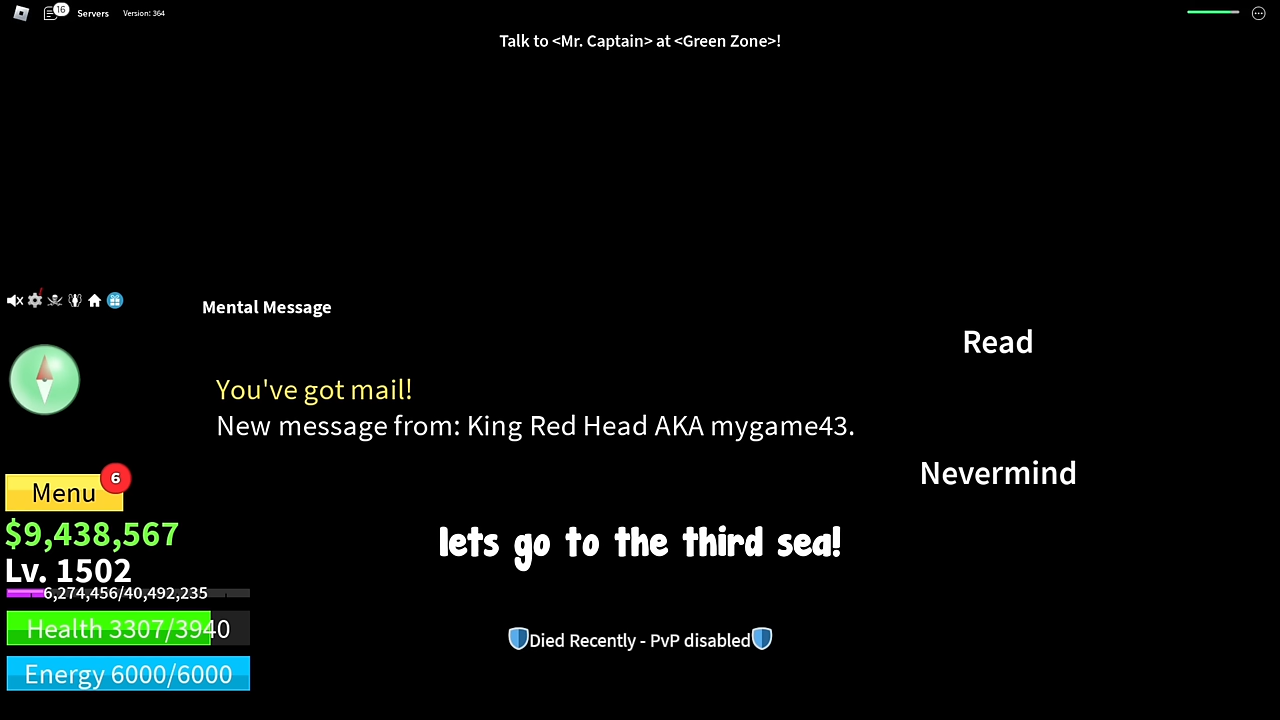 16
Servers
Version: 364
Talk to <Mr. Captain> at <Green Zone>!
Mental Message
Read
You've got mail!
New message from: King Red Head AKA mygame43.
Nevermind
6
Menu
$9,438,567
lets go to the third sea!
Lv. 1502
6,274,456/40,492,235
Health 3307/3940
Died Recently - PvP disabled
Energy 6000/6000